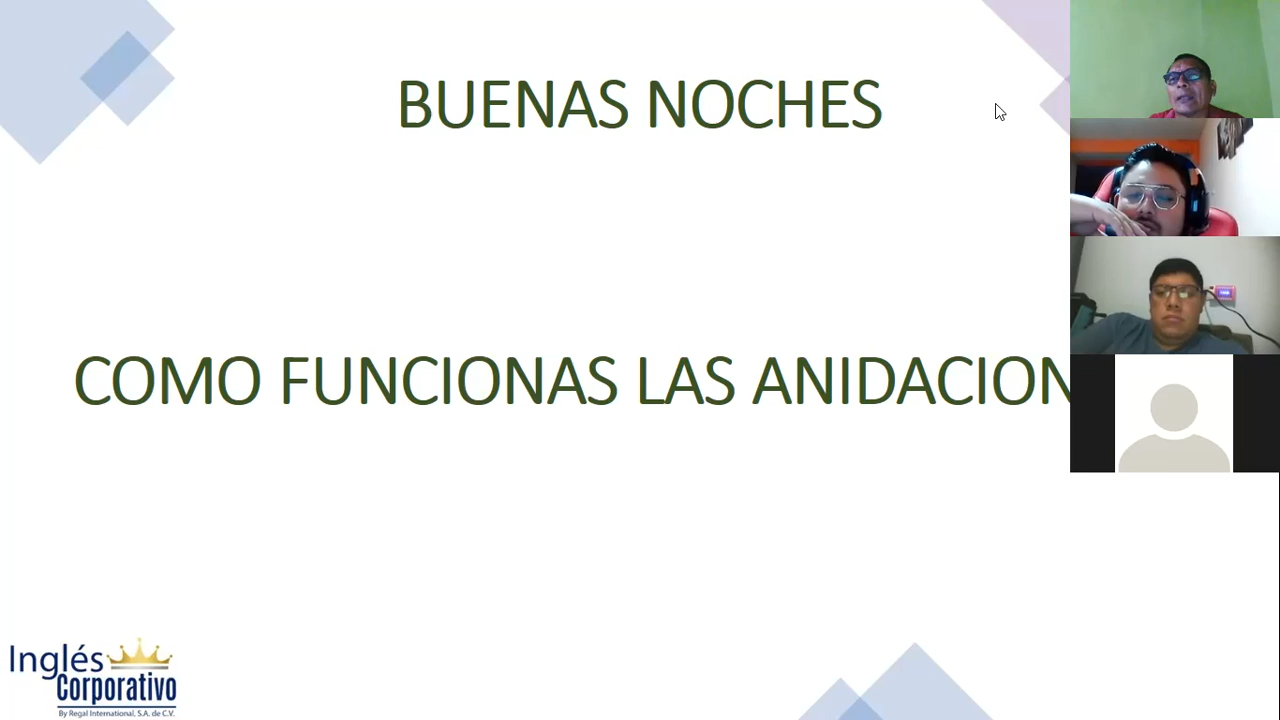 BUENAS NOCHES
COMO FUNCIONAS LAS ANIDACION
Inglés
Corporativo
By Regal International, S.A. de C.V.